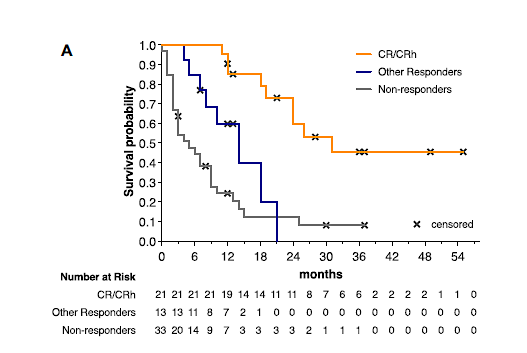 A
1.0
0.9
0.8
0.7
0.6
0.5
0.4
0.3
0.2
0.1
0.0
Survival probability
CR/CRh
Other Responders
Non-responders
× censored
0 6 12 18 24 30 36 42 48 54
months
Number at Risk
CR/CRh 21 21 21 21 19 14 14 11 11 8 7 6 6 2 2 2 2 1 1 0
Other Responders 13 13 11 8 7 2 1 0 0 0 0 0 0 0 0 0 0 0 0 0
Non-responders 33 20 14 9 7 3 3 3 3 2 1 1 1 0 0 0 0 0 0 0